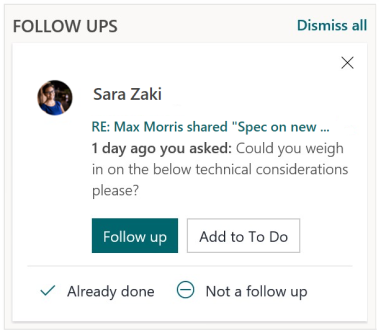 FOLLOW UPS
Dismiss all
Sara Zaki
RE: Max Morris shared "Spec on new ...
1 day ago you asked: Could you weigh
in on the below technical considerations
please?
Follow up
Add to To Do
Already done
Not a follow up